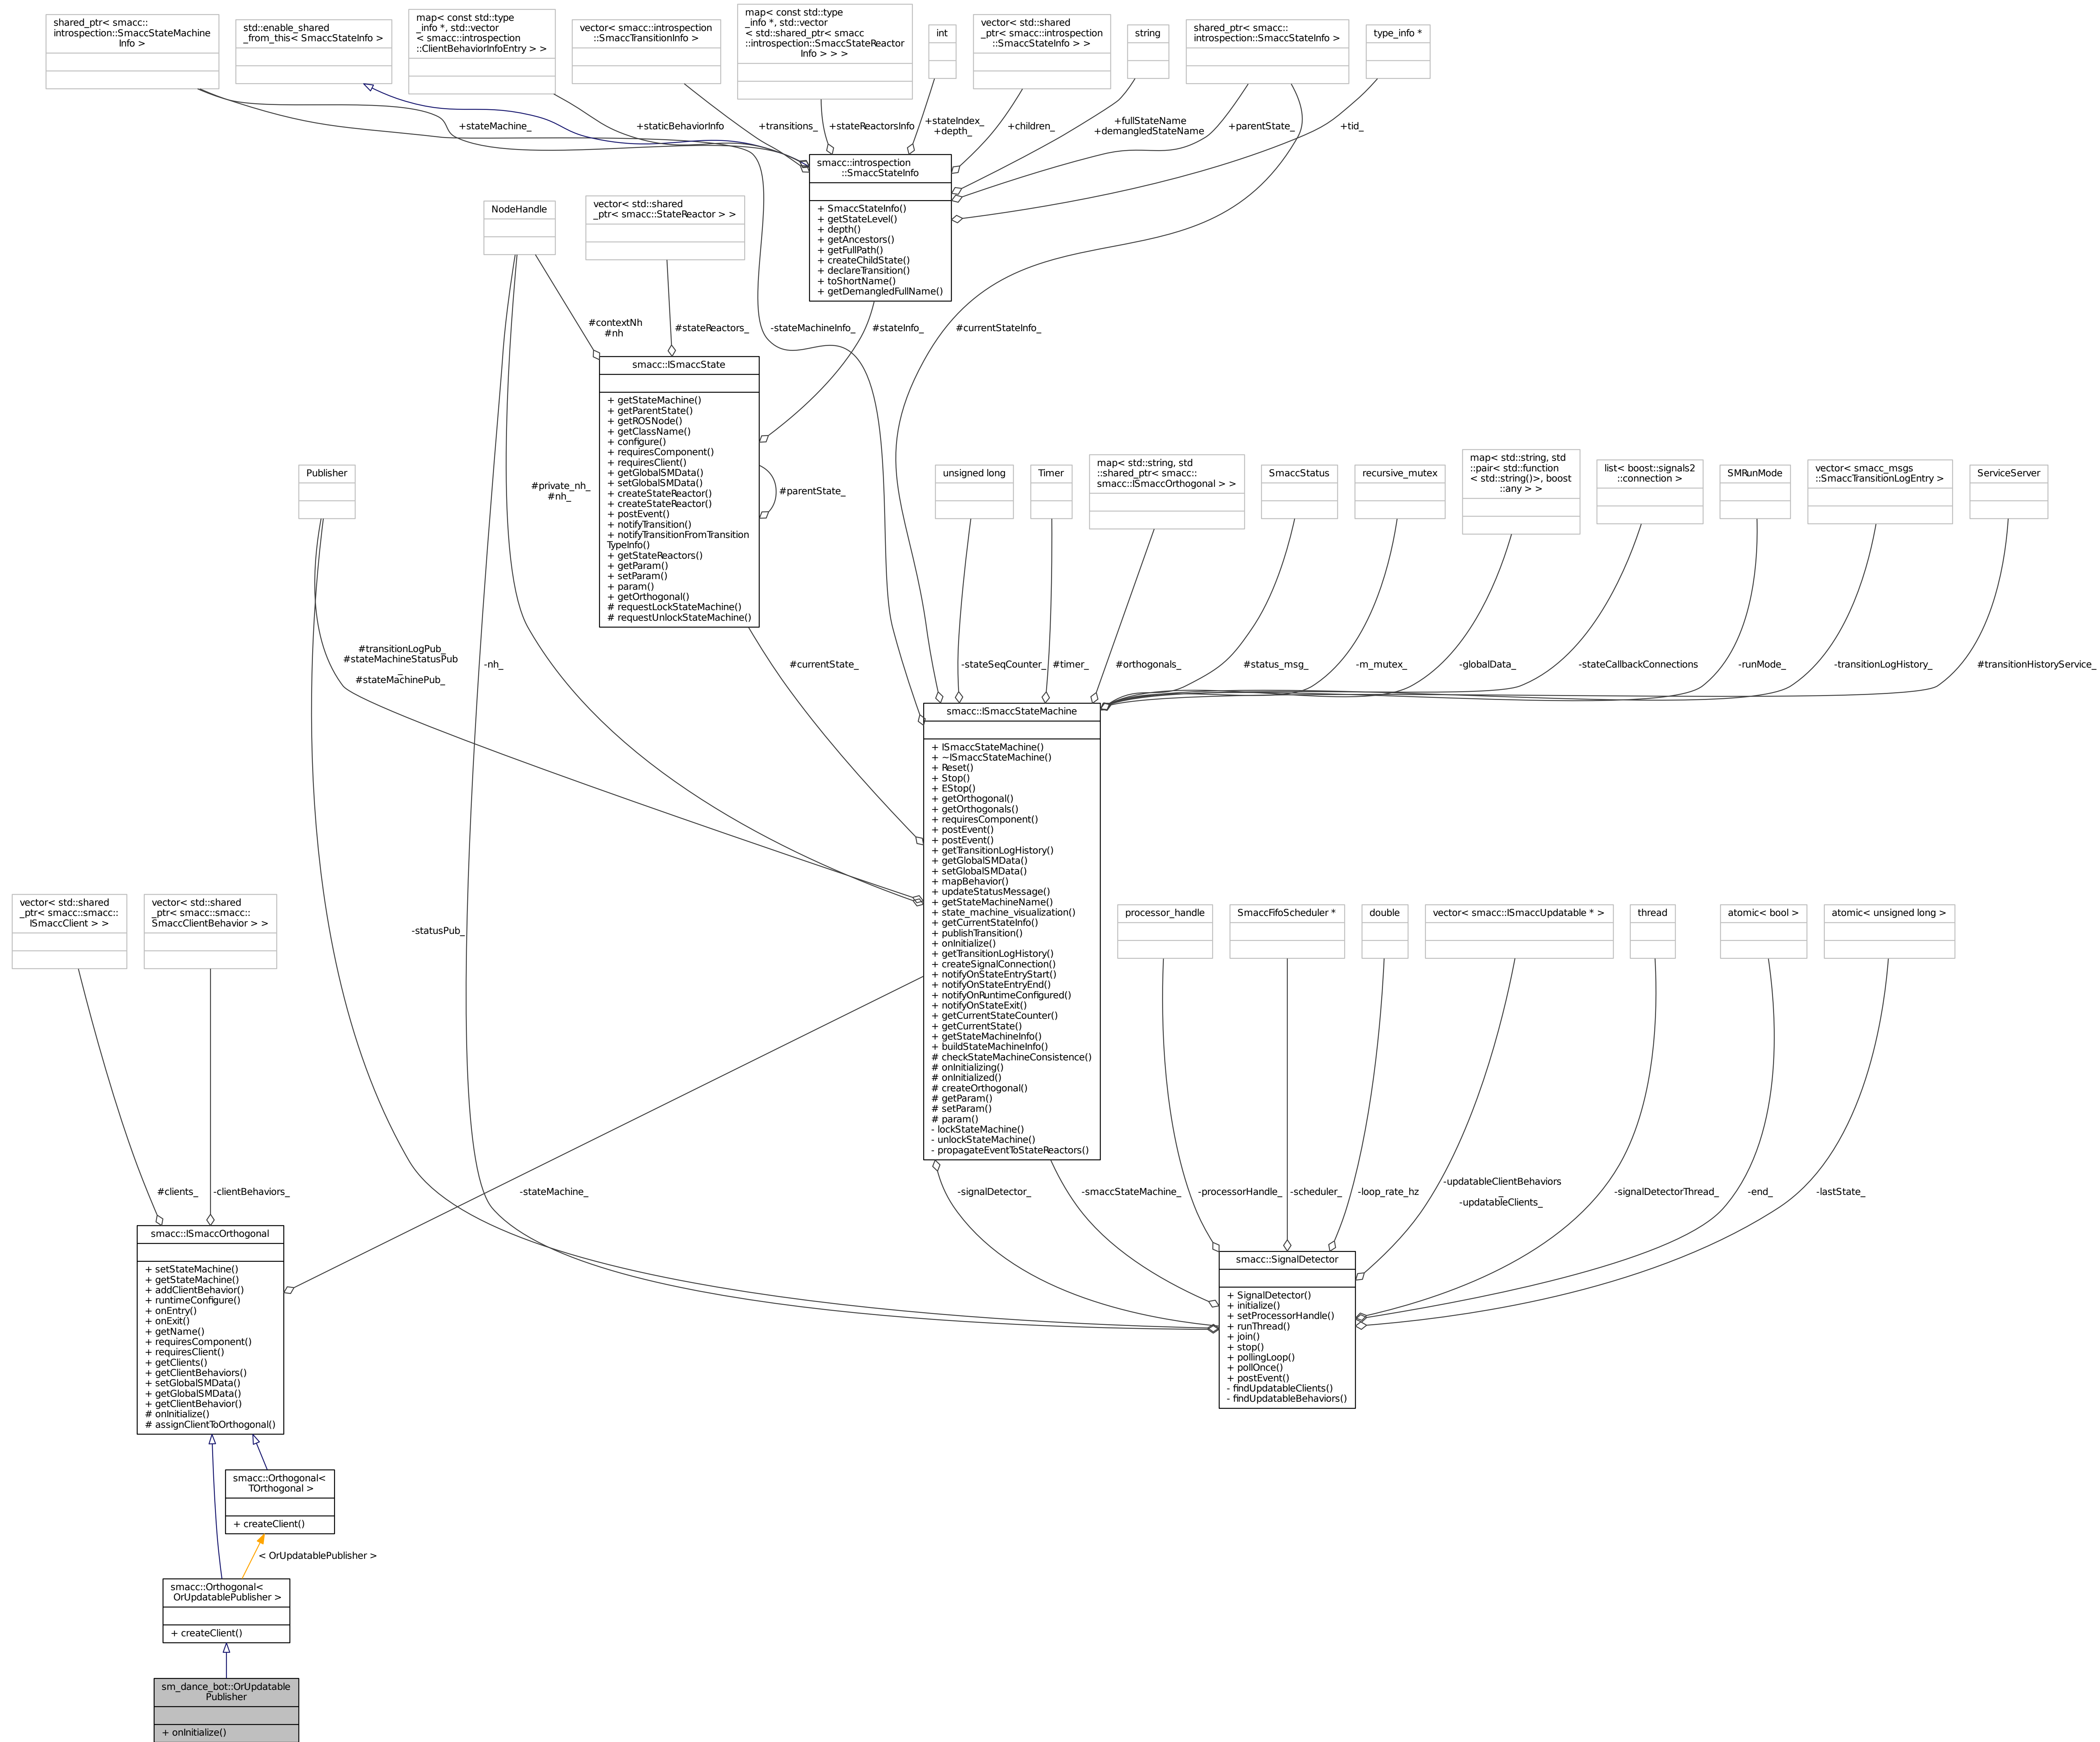 shared_ptr< smacc::
introspection::SmaccStateMachine
Info >
std::enable_shared
_from_this< SmaccStateInfo >
map< const std::type
_info *, std::vector
< smacc::introspection
::ClientBehaviorInfoEntry > >
vector< smacc::introspection
::SmaccTransitionInfo >
map< const std::type
_info *, std::vector
< std::shared_ptr< smacc
::introspection::SmaccStateReactor
Info > > >
int
vector< std::shared
_ptr< smacc::introspection
::SmaccStateInfo > >
string
shared_ptr< smacc::
introspection::SmaccStateInfo >
type_info *
+stateMachine_
+staticBehaviorInfo
+transitions_
+stateReactorsInfo
+stateIndex_
+depth_
+children_
+fullStateName
+demangledStateName
+parentState_
+tid_
smacc::introspection
::SmaccStateInfo
+ SmaccStateInfo()
+ getStateLevel()
+ depth()
+ getAncestors()
+ getFullPath()
+ createChildState()
+ declareTransition()
+ toShortName()
+ getDemangledFullName()
NodeHandle
vector< std::shared
_ptr< smacc::StateReactor > >
#contextNh
#nh
#stateReactors_
-stateMachineInfo_
#stateInfo_
#currentStateInfo_
smacc::ISmaccState
+ getStateMachine()
+ getParentState()
+ getROSNode()
+ getClassName()
+ configure()
+ requiresComponent()
+ requiresClient()
+ getGlobalSMData()
+ setGlobalSMData()
+ createStateReactor()
+ createStateReactor()
+ postEvent()
+ notifyTransition()
+ notifyTransitionFromTransition
TypeInfo()
+ getStateReactors()
+ getParam()
+ setParam()
+ param()
+ getOrthogonal()
# requestLockStateMachine()
# requestUnlockStateMachine()
#parentState_
Publisher
#private_nh_
#nh_
unsigned long
Timer
map< std::string, std
::shared_ptr< smacc::
smacc::ISmaccOrthogonal > >
SmaccStatus
recursive_mutex
map< std::string, std
::pair< std::function
< std::string()>, boost
::any > >
list< boost::signals2
::connection >
SMRunMode
vector< smacc_msgs
::SmaccTransitionLogEntry >
ServiceServer
#transitionLogPub_
#stateMachineStatusPub
_
#stateMachinePub_
-nh_
#currentState_
-stateSeqCounter_
#timer_
#orthogonals_
#status_msg_
-m_mutex_
-globalData_
-stateCallbackConnections
-runMode_
-transitionLogHistory_
#transitionHistoryService_
smacc::ISmaccStateMachine
+ ISmaccStateMachine()
+ ~ISmaccStateMachine()
+ Reset()
+ Stop()
+ EStop()
+ getOrthogonal()
+ getOrthogonals()
+ requiresComponent()
+ postEvent()
+ postEvent()
+ getTransitionLogHistory()
+ getGlobalSMData()
+ setGlobalSMData()
+ mapBehavior()
+ updateStatusMessage()
+ getStateMachineName()
+ state_machine_visualization()
+ getCurrentStateInfo()
+ publishTransition()
+ onInitialize()
+ getTransitionLogHistory()
+ createSignalConnection()
+ notifyOnStateEntryStart()
+ notifyOnStateEntryEnd()
+ notifyOnRuntimeConfigured()
+ notifyOnStateExit()
+ getCurrentStateCounter()
+ getCurrentState()
+ getStateMachineInfo()
+ buildStateMachineInfo()
# checkStateMachineConsistence()
# onInitializing()
# onInitialized()
# createOrthogonal()
# getParam()
# setParam()
# param()
- lockStateMachine()
- unlockStateMachine()
- propagateEventToStateReactors()
vector< std::shared
_ptr< smacc::smacc::
ISmaccClient > >
vector< std::shared
_ptr< smacc::smacc::
SmaccClientBehavior > >
-statusPub_
processor_handle
SmaccFifoScheduler *
double
vector< smacc::ISmaccUpdatable * >
thread
atomic< bool >
atomic< unsigned long >
#clients_
-clientBehaviors_
-stateMachine_
-signalDetector_
-smaccStateMachine_
-processorHandle_
-scheduler_
-loop_rate_hz
-updatableClientBehaviors
_
-updatableClients_
-signalDetectorThread_
-end_
-lastState_
smacc::ISmaccOrthogonal
+ setStateMachine()
+ getStateMachine()
+ addClientBehavior()
+ runtimeConfigure()
+ onEntry()
+ onExit()
+ getName()
+ requiresComponent()
+ requiresClient()
+ getClients()
+ getClientBehaviors()
+ setGlobalSMData()
+ getGlobalSMData()
+ getClientBehavior()
# onInitialize()
# assignClientToOrthogonal()
smacc::SignalDetector
+ SignalDetector()
+ initialize()
+ setProcessorHandle()
+ runThread()
+ join()
+ stop()
+ pollingLoop()
+ pollOnce()
+ postEvent()
- findUpdatableClients()
- findUpdatableBehaviors()
smacc::Orthogonal<
TOrthogonal >
+ createClient()
< OrUpdatablePublisher >
smacc::Orthogonal<
OrUpdatablePublisher >
+ createClient()
sm_dance_bot::OrUpdatable
Publisher
+ onInitialize()